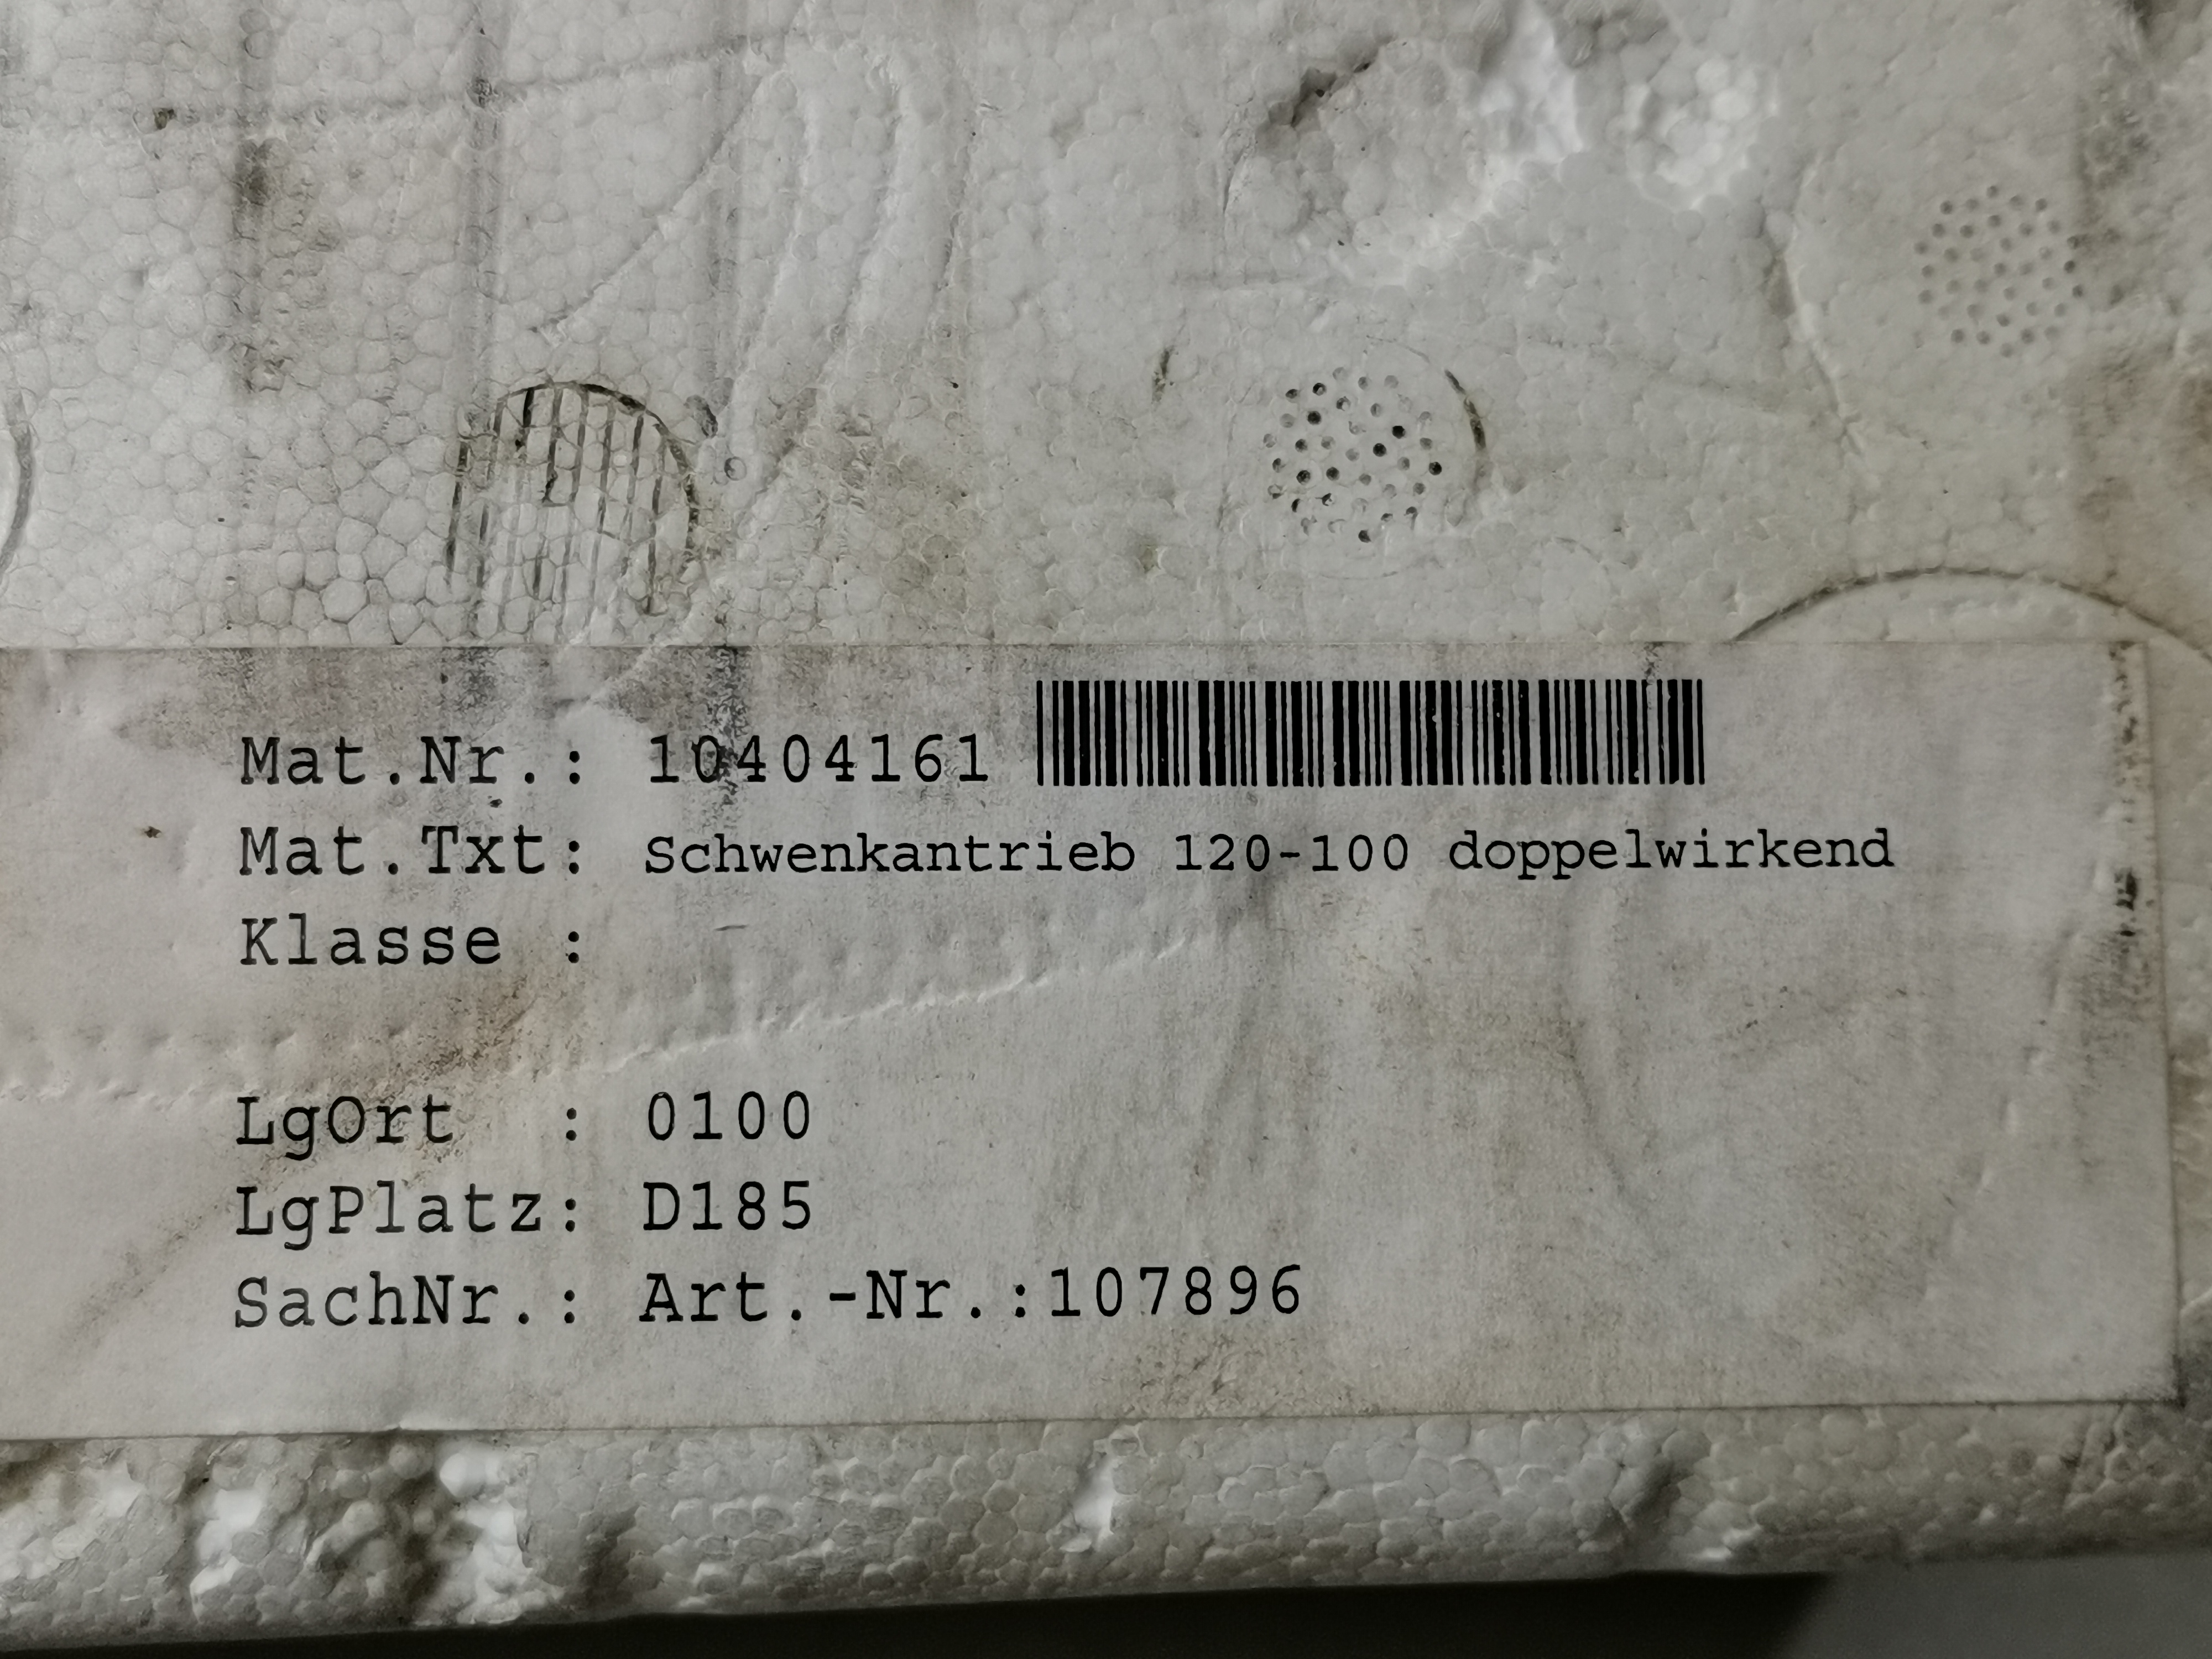 Mat.Nr.: 10404161
Mat.Txt: Schwenkantrieb 120-100 doppelwirkend
Klasse :
LgOrt : 0100
LgPlatz: D185
SachNr.: Art.-Nr.:107896